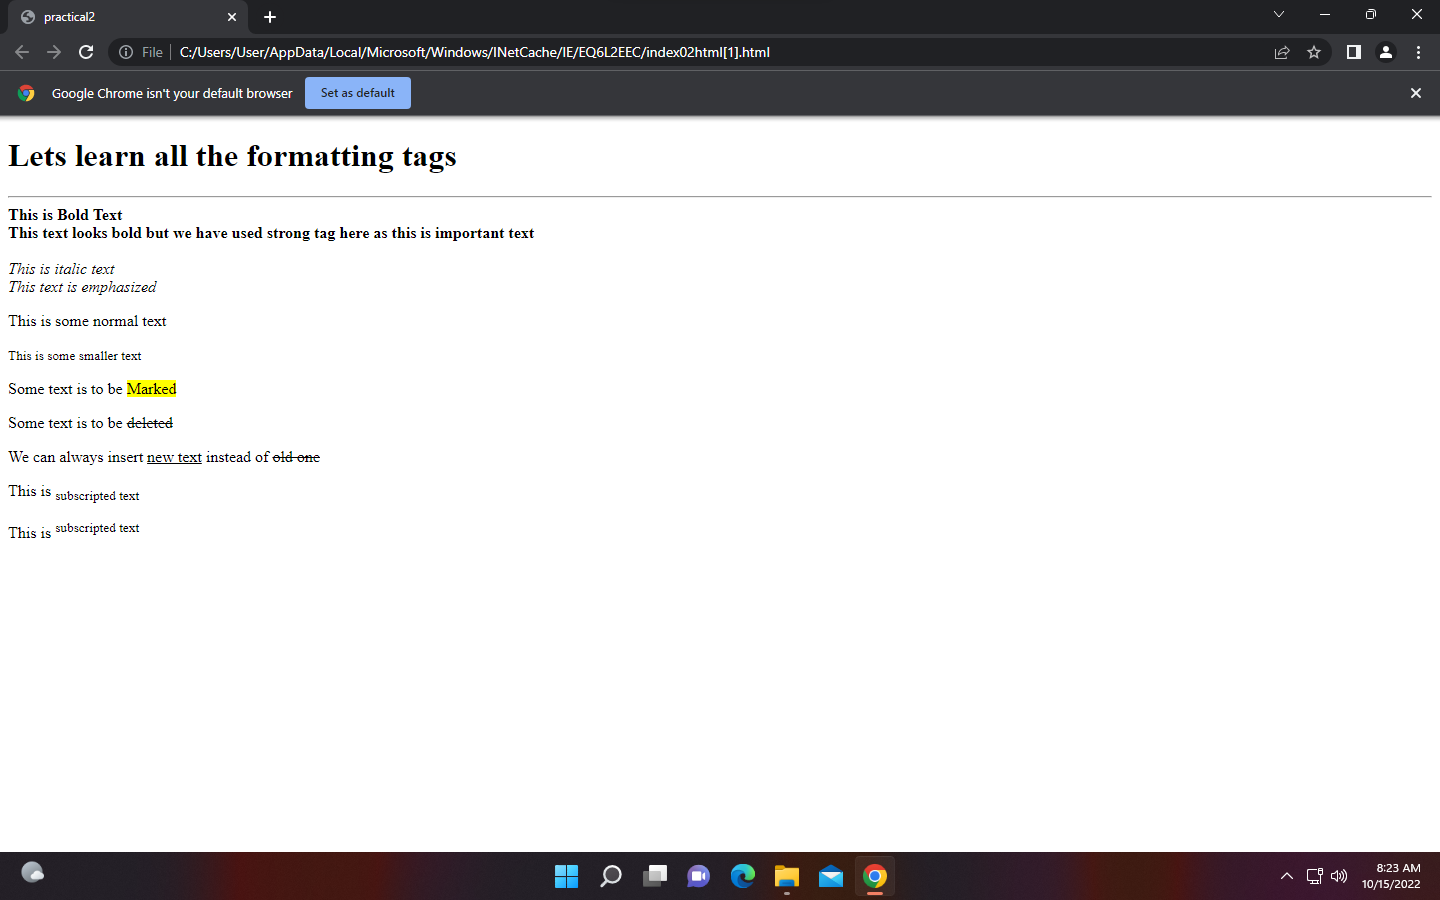 practical2
File C:/Users/User/AppData/Local/Microsoft/Windows/INetCache/IE/EQ6L2EEC/index02html[1].html
Google Chrome isn't your default browser Set as default
Lets learn all the formatting tags
This is Bold Text
This text looks bold but we have used strong tag here as this is important text
This is italic text
This text is emphasized
This is some normal text
This is some smaller text
Some text is to be Marked
Some text is to be deleted
We can always insert new text instead of old one
This is subscripted text
This is subscripted text
8:23 AM
10/15/2022